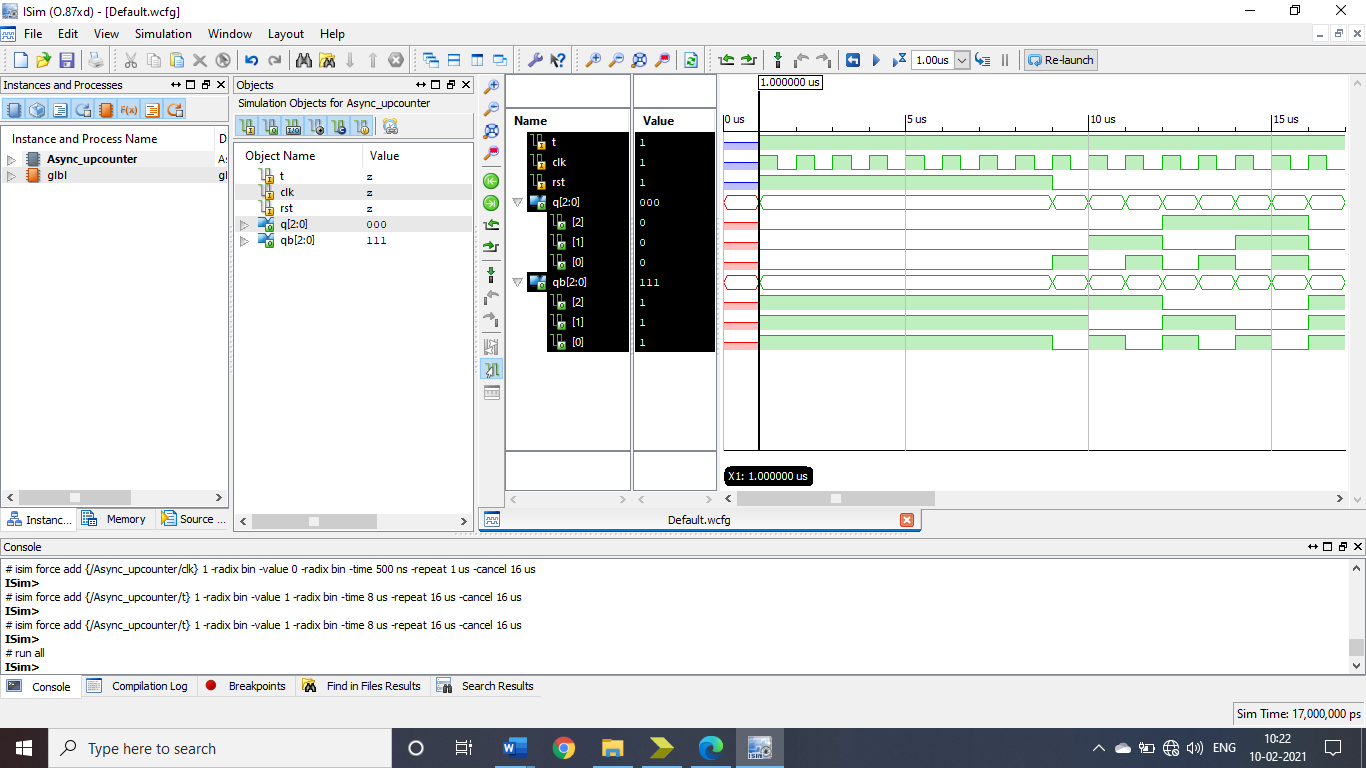 ISim (O.87xd) - [Default.wcfg]
File Edit View Simulation Window Layout Help
1.00us Re-launch
Instances and Processes
Instance and Process Name D
Async_upcounter As
glbl gl
Instanc... Memory Source ...
Objects
Simulation Objects for Async_upcounter
Object Name Value
t z
clk z
rst z
q[2:0] 000
qb[2:0] 111
1.000000 us
Name Value 0 us 5 us 10 us 15 us
t 1
clk 1
rst 1
q[2:0] 000
[2] 0
[1] 0
[0] 0
qb[2:0] 111
[2] 1
[1] 1
[0] 1
X1: 1.000000 us
Default.wcfg
Console
# isim force add {/Async_upcounter/clk} 1 -radix bin -value 0 -radix bin -time 500 ns -repeat 1 us -cancel 16 us
ISim>
# isim force add {/Async_upcounter/t} 1 -radix bin -value 1 -radix bin -time 8 us -repeat 16 us -cancel 16 us
ISim>
# isim force add {/Async_upcounter/t} 1 -radix bin -value 1 -radix bin -time 8 us -repeat 16 us -cancel 16 us
ISim>
# run all
ISim>
Console Compilation Log Breakpoints Find in Files Results Search Results
Sim Time: 17,000,000 ps
Type here to search
ENG
10:22
10-02-2021